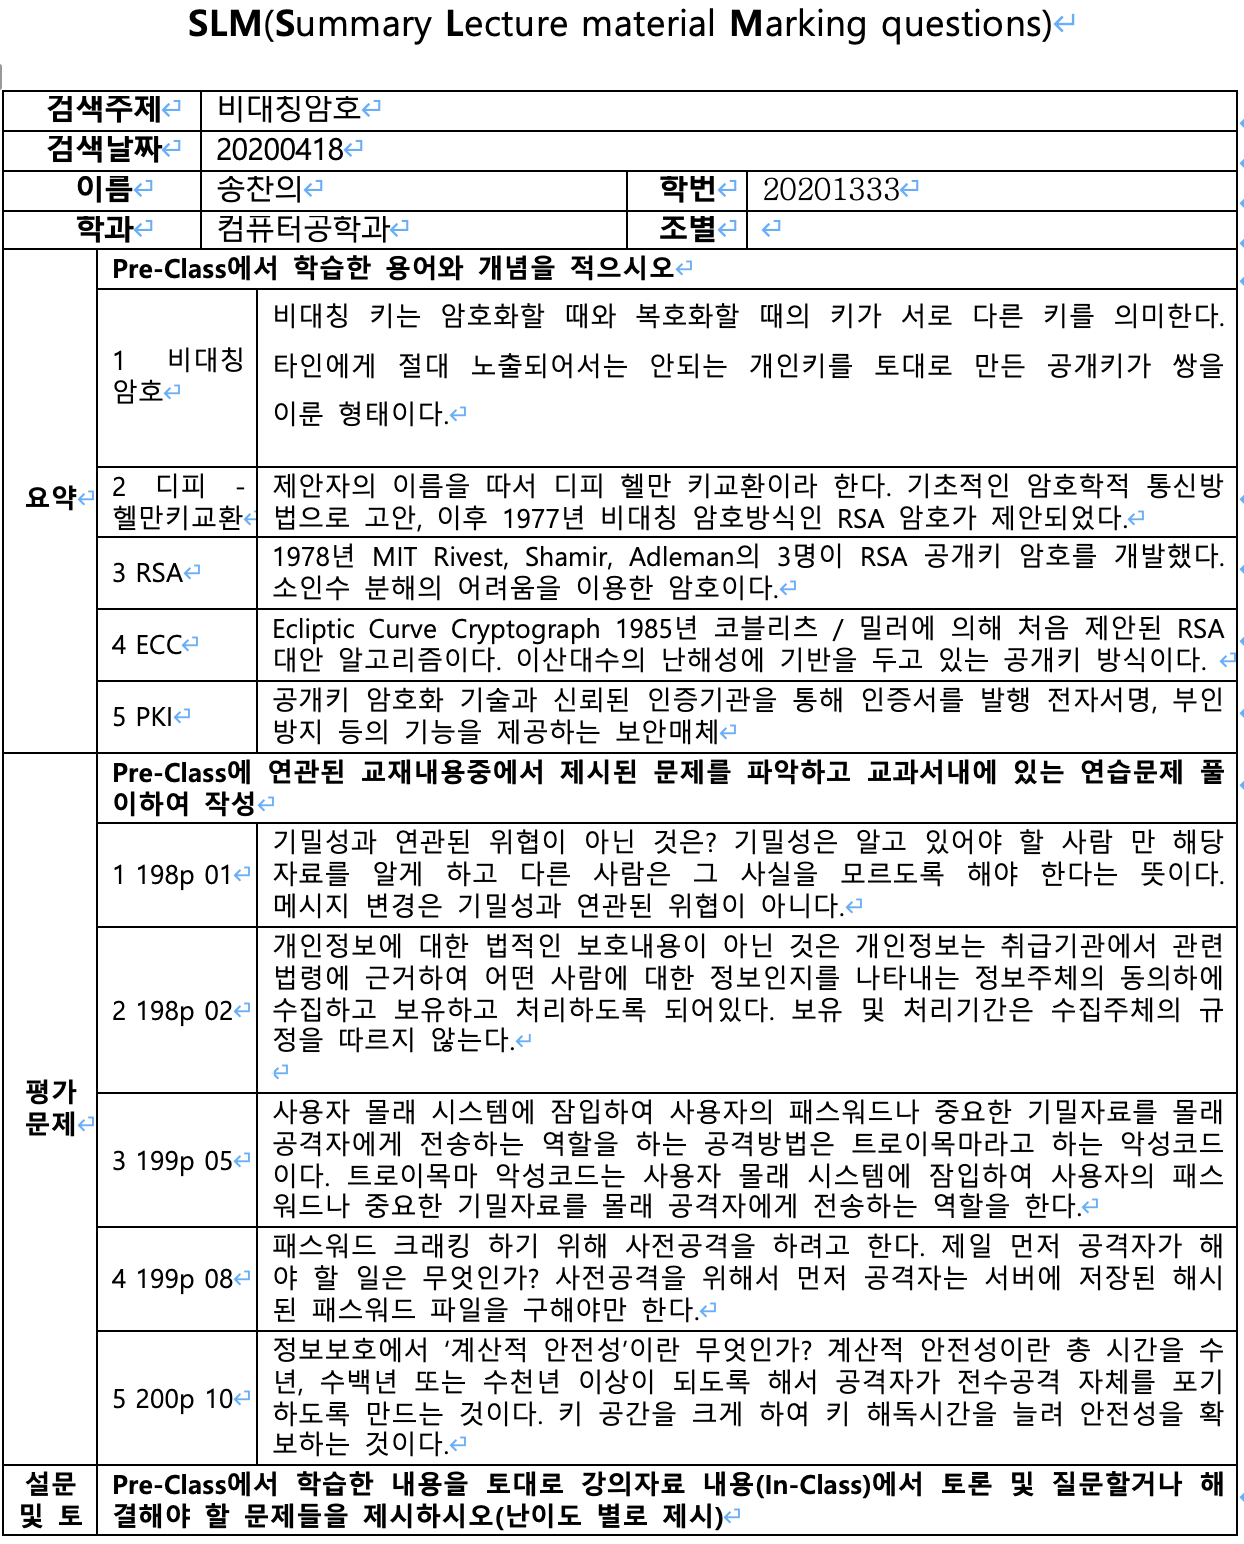 SLM(Summary Lecture material Marking questions)
검색주제 비대칭암호
검색날짜 20200418
이름 송찬의 학번 20201333
학과 컴퓨터공학과 조별
요약
Pre-Class에서 학습한 용어와 개념을 적으시오
1 비대칭
암호
비대칭 키는 암호화할 때와 복호화할 때의 키가 서로 다른 키를 의미한다.
타인에게 절대 노출되어서는 안되는 개인키를 토대로 만든 공개키가 쌍을
이룬 형태이다.
2 디피 -
헬만키교환
제안자의 이름을 따서 디피 헬만 키교환이라 한다. 기초적인 암호학적 통신방
법으로 고안, 이후 1977년 비대칭 암호방식인 RSA 암호가 제안되었다.
3 RSA
1978년 MIT Rivest, Shamir, Adleman의 3명이 RSA 공개키 암호를 개발했다.
소인수 분해의 어려움을 이용한 암호이다.
4 ECC
Ecliptic Curve Cryptograph 1985년 코블리츠 / 밀러에 의해 처음 제안된 RSA
대안 알고리즘이다. 이산대수의 난해성에 기반을 두고 있는 공개키 방식이다.
5 PKI
공개키 암호화 기술과 신뢰된 인증기관을 통해 인증서를 발행 전자서명, 부인
방지 등의 기능을 제공하는 보안매체
평가
문제
Pre-Class에 연관된 교재내용중에서 제시된 문제를 파악하고 교과서내에 있는 연습문제 풀
이하여 작성
1 198p 01
기밀성과 연관된 위협이 아닌 것은? 기밀성은 알고 있어야 할 사람 만 해당
자료를 알게 하고 다른 사람은 그 사실을 모르도록 해야 한다는 뜻이다.
메시지 변경은 기밀성과 연관된 위협이 아니다.
2 198p 02
개인정보에 대한 법적인 보호내용이 아닌 것은 개인정보는 취급기관에서 관련
법령에 근거하여 어떤 사람에 대한 정보인지를 나타내는 정보주체의 동의하에
수집하고 보유하고 처리하도록 되어있다. 보유 및 처리기간은 수집주체의 규
정을 따르지 않는다.
3 199p 05
사용자 몰래 시스템에 잠입하여 사용자의 패스워드나 중요한 기밀자료를 몰래
공격자에게 전송하는 역할을 하는 공격방법은 트로이목마라고 하는 악성코드
이다. 트로이목마 악성코드는 사용자 몰래 시스템에 잠입하여 사용자의 패스
워드나 중요한 기밀자료를 몰래 공격자에게 전송하는 역할을 한다.
4 199p 08
패스워드 크래킹 하기 위해 사전공격을 하려고 한다. 제일 먼저 공격자가 해
야 할 일은 무엇인가? 사전공격을 위해서 먼저 공격자는 서버에 저장된 해시
된 패스워드 파일을 구해야만 한다.
5 200p 10
정보보호에서 ‘계산적 안전성’이란 무엇인가? 계산적 안전성이란 총 시간을 수
년, 수백년 또는 수천년 이상이 되도록 해서 공격자가 전수공격 자체를 포기
하도록 만드는 것이다. 키 공간을 크게 하여 키 해독시간을 늘려 안전성을 확
보하는 것이다.
설문
및 토
Pre-Class에서 학습한 내용을 토대로 강의자료 내용(In-Class)에서 토론 및 질문할거나 해
결해야 할 문제들을 제시하시오(난이도 별로 제시)